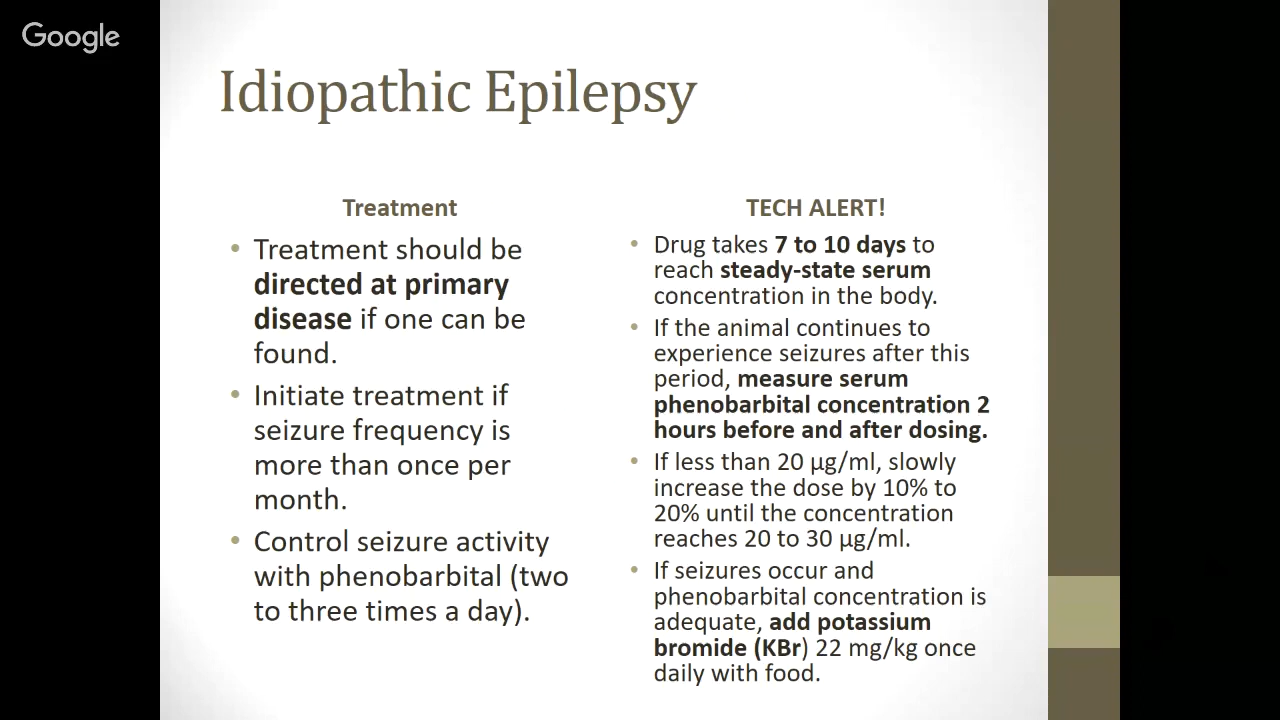 Google
Idiopathic Epilepsy
Treatment
• Treatment should be
directed at primary
disease if one can be
found.
• Initiate treatment if
seizure frequency is
more than once per
month.
• Control seizure activity
with phenobarbital (two
to three times a day).
TECH ALERT!
• Drug takes 7 to 10 days to
reach steady-state serum
concentration in the body.
• If the animal continues to
experience seizures after this
period, measure serum
phenobarbital concentration 2
hours before and after dosing.
• If less than 20 µg/ml, slowly
increase the dose by 10% to
20% until the concentration
reaches 20 to 30 µg/ml.
• If seizures occur and
phenobarbital concentration is
adequate, add potassium
bromide (KBr) 22 mg/kg once
daily with food.